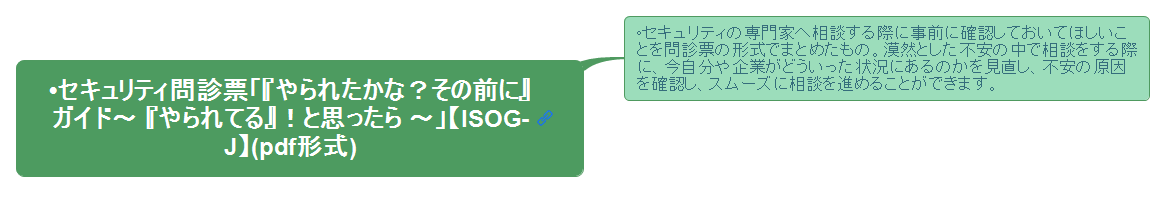 •セキュリティ問診票「『やられたかな？その前に』
ガイド～ 『やられてる』！と思ったら ～」【ISOG-
J】(pdf形式)
◦セキュリティの専門家へ相談する際に事前に確認しておいてほしいこ
とを問診票の形式でまとめたもの。漠然とした不安の中で相談をする際
に、今自分や企業がどういった状況にあるのかを見直し、不安の原因
を確認し、スムーズに相談を進めることができます。